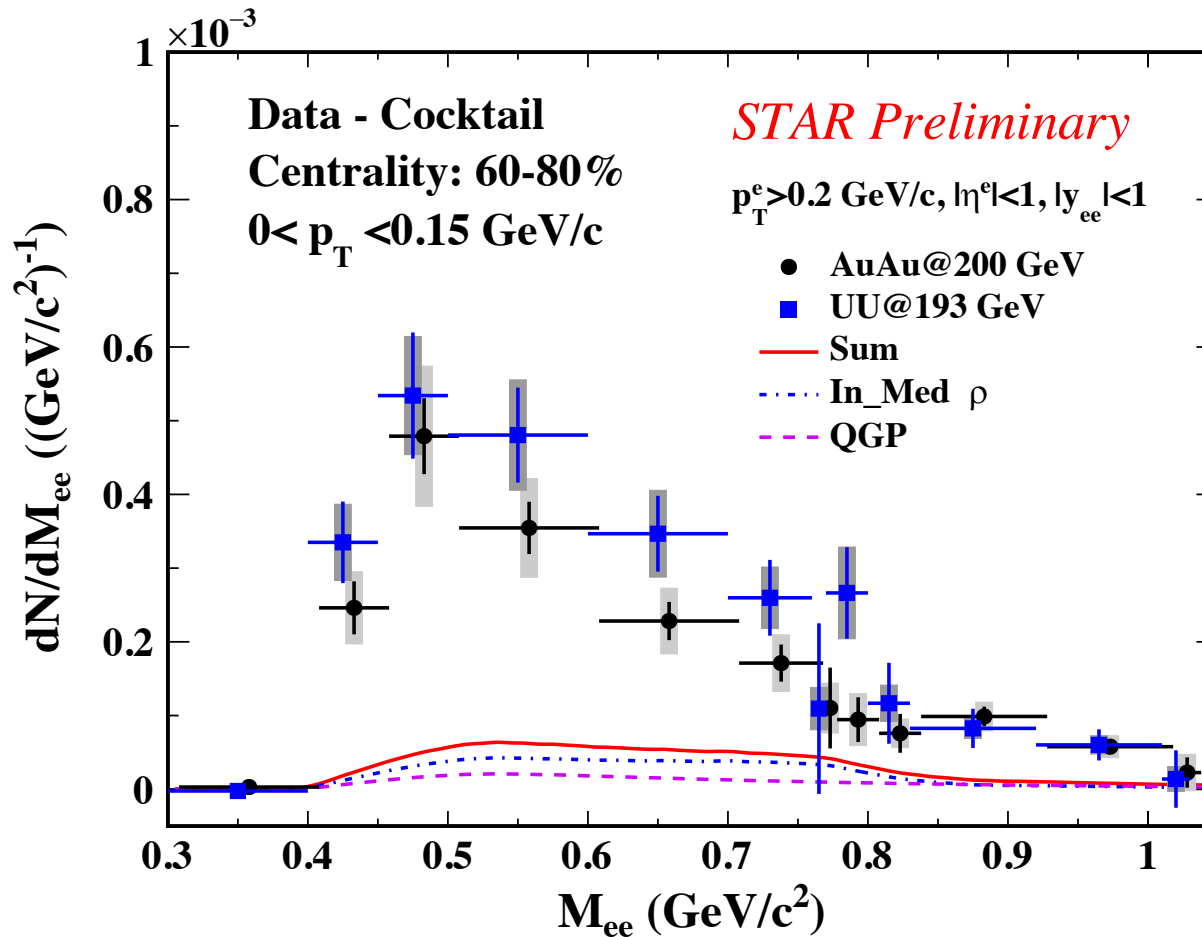 ×10⁻³
Data - Cocktail
Centrality: 60-80%
0< p_T <0.15 GeV/c
STAR Preliminary
p_T^e>0.2 GeV/c, |η^e|<1, |y_ee|<1
AuAu@200 GeV
UU@193 GeV
Sum
In_Med ρ
QGP
dN/dM_ee ((GeV/c²)⁻¹)
1
0.8
0.6
0.4
0.2
0
0.3 0.4 0.5 0.6 0.7 0.8 0.9 1
M_ee (GeV/c²)